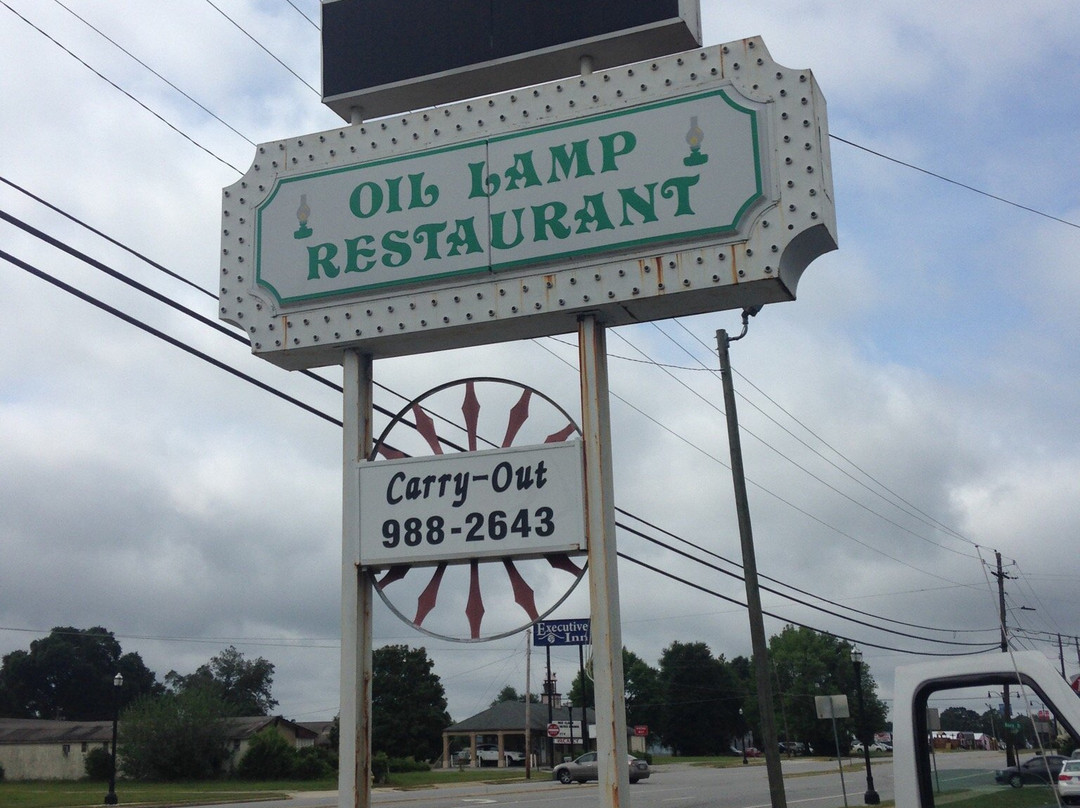 OIL LAMP
RESTAURANT
Carry-Out
988-2643
Executive
Inn